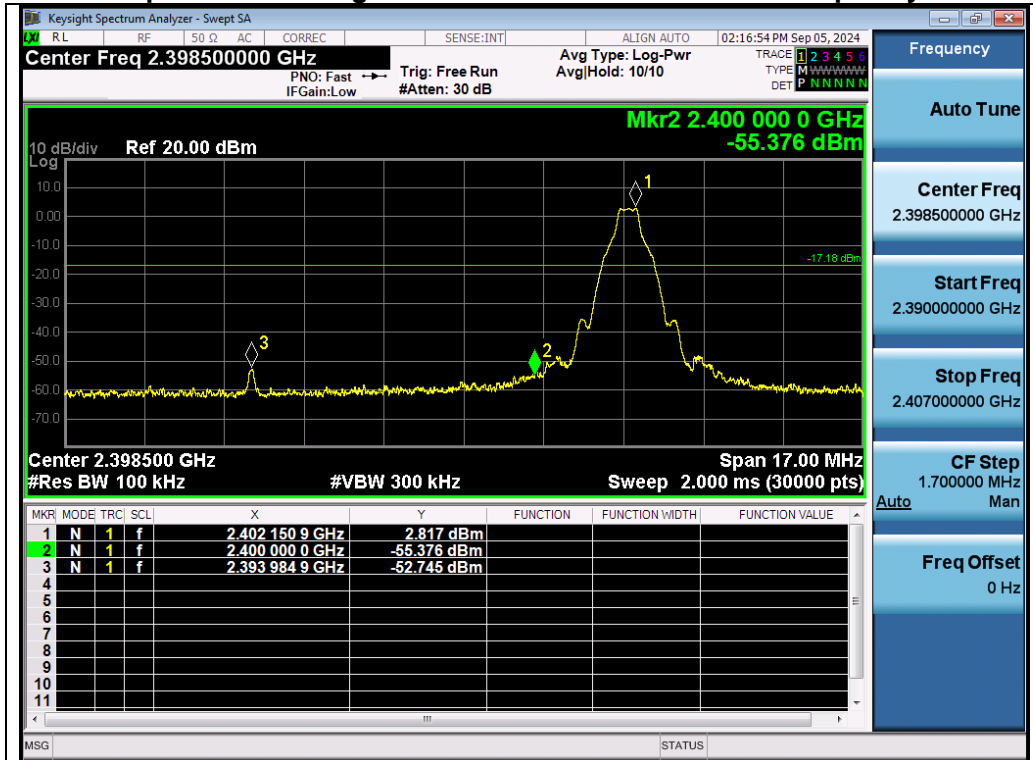 Keysight Spectrum Analyzer - Swept SA
LXI RL RF 50 Ω AC CORREC SENSE:INT ALIGN AUTO 02:16:54 PM Sep 05, 2024
Center Freq 2.398500000 GHz
PNO: Fast
IFGain:Low
Trig: Free Run
#Atten: 30 dB
Avg Type: Log-Pwr
Avg|Hold: 10/10
TRACE 1 2 3 4 5 6
TYPE M WWWWW
DET P N N N N N
Mkr2 2.400 000 0 GHz
-55.376 dBm
10 dB/div Ref 20.00 dBm
Log
10.0
0.00
-10.0
-20.0
-30.0
-40.0
-50.0
-60.0
-70.0
1
-17.18 dBm
3
2
Center 2.398500 GHz Span 17.00 MHz
#Res BW 100 kHz #VBW 300 kHz Sweep 2.000 ms (30000 pts)
MKR MODE TRC SCL X Y FUNCTION FUNCTION WIDTH FUNCTION VALUE
1 N 1 f 2.402 150 9 GHz 2.817 dBm
2 N 1 f 2.400 000 0 GHz -55.376 dBm
3 N 1 f 2.393 984 9 GHz -52.745 dBm
4
5
6
7
8
9
10
11
MSG STATUS
Frequency
Auto Tune
Center Freq
2.398500000 GHz
Start Freq
2.390000000 GHz
Stop Freq
2.407000000 GHz
CF Step
1.700000 MHz
Auto Man
Freq Offset
0 Hz